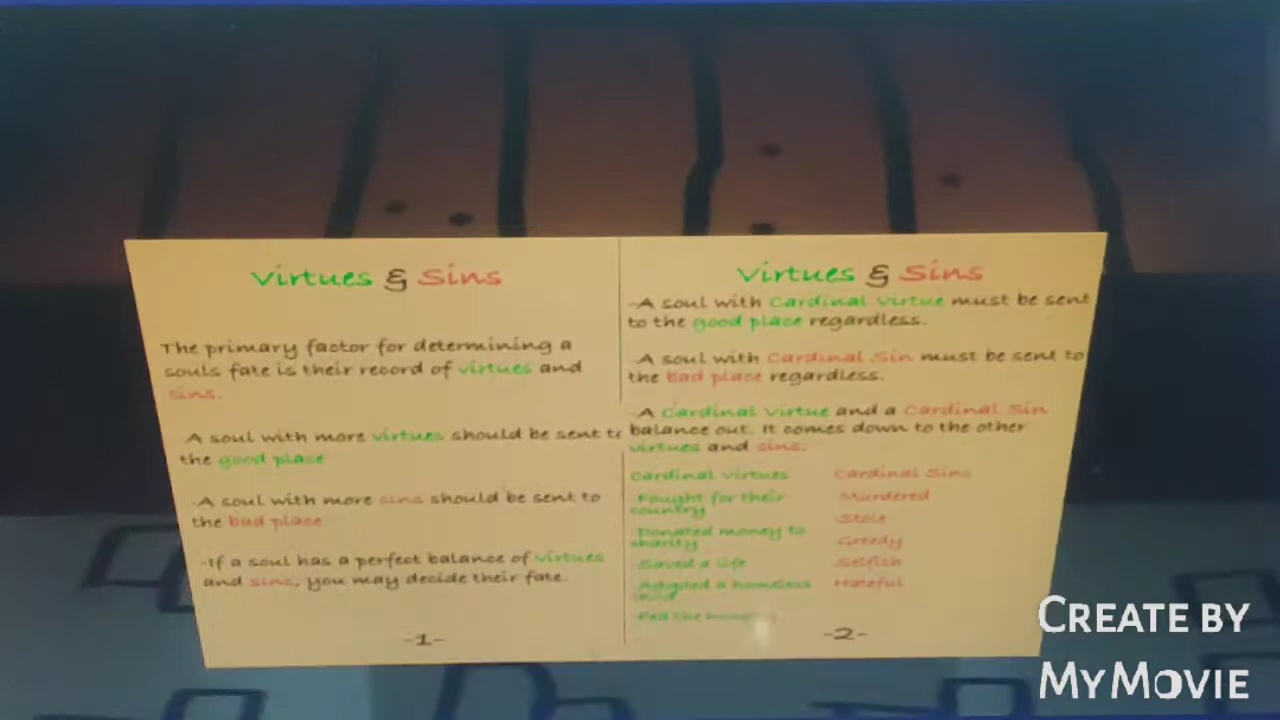 Virtues & Sins
The primary factor for determining a
souls fate is their record of virtues and
sins.
-A soul with more virtues should be sent to
the good place
-A soul with more sins should be sent to
the bad place
-If a soul has a perfect balance of virtues
and sins, you may decide their fate.
-1-
Virtues & Sins
-A soul with Cardinal Virtue must be sent
to the good place regardless.
-A soul with Cardinal Sin must be sent to
the bad place regardless.
-A Cardinal Virtue and a Cardinal Sin
balance out. It comes down to the other
virtues and sins.
Cardinal Virtues
-Fought for their
country
-Donated money to
charity
-Saved a life
-Adopted a homeless
child
-Fed the
Cardinal Sins
-Murdered
-Stole
-Greedy
-Selfish
-Hateful
-2-
CREATE BY
MYMOVIE